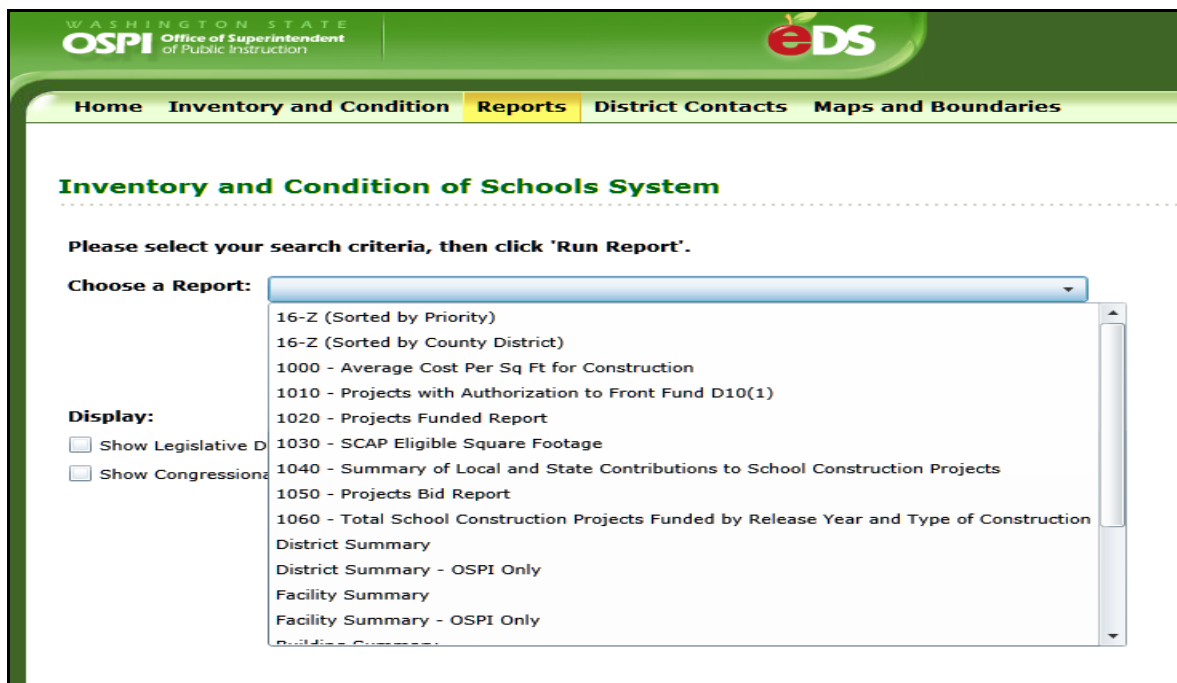 WASHINGTON STATE
OSPI Office of Superintendent
of Public Instruction
eDS
Home Inventory and Condition Reports District Contacts Maps and Boundaries
Inventory and Condition of Schools System
Please select your search criteria, then click 'Run Report'.
Choose a Report:
16-Z (Sorted by Priority)
16-Z (Sorted by County District)
1000 - Average Cost Per Sq Ft for Construction
1010 - Projects with Authorization to Front Fund D10(1)
Display:
1020 - Projects Funded Report
Show Legislative D
1030 - SCAP Eligible Square Footage
Show Congressiona
1040 - Summary of Local and State Contributions to School Construction Projects
1050 - Projects Bid Report
1060 - Total School Construction Projects Funded by Release Year and Type of Construction
District Summary
District Summary - OSPI Only
Facility Summary
Facility Summary - OSPI Only
Building Summary